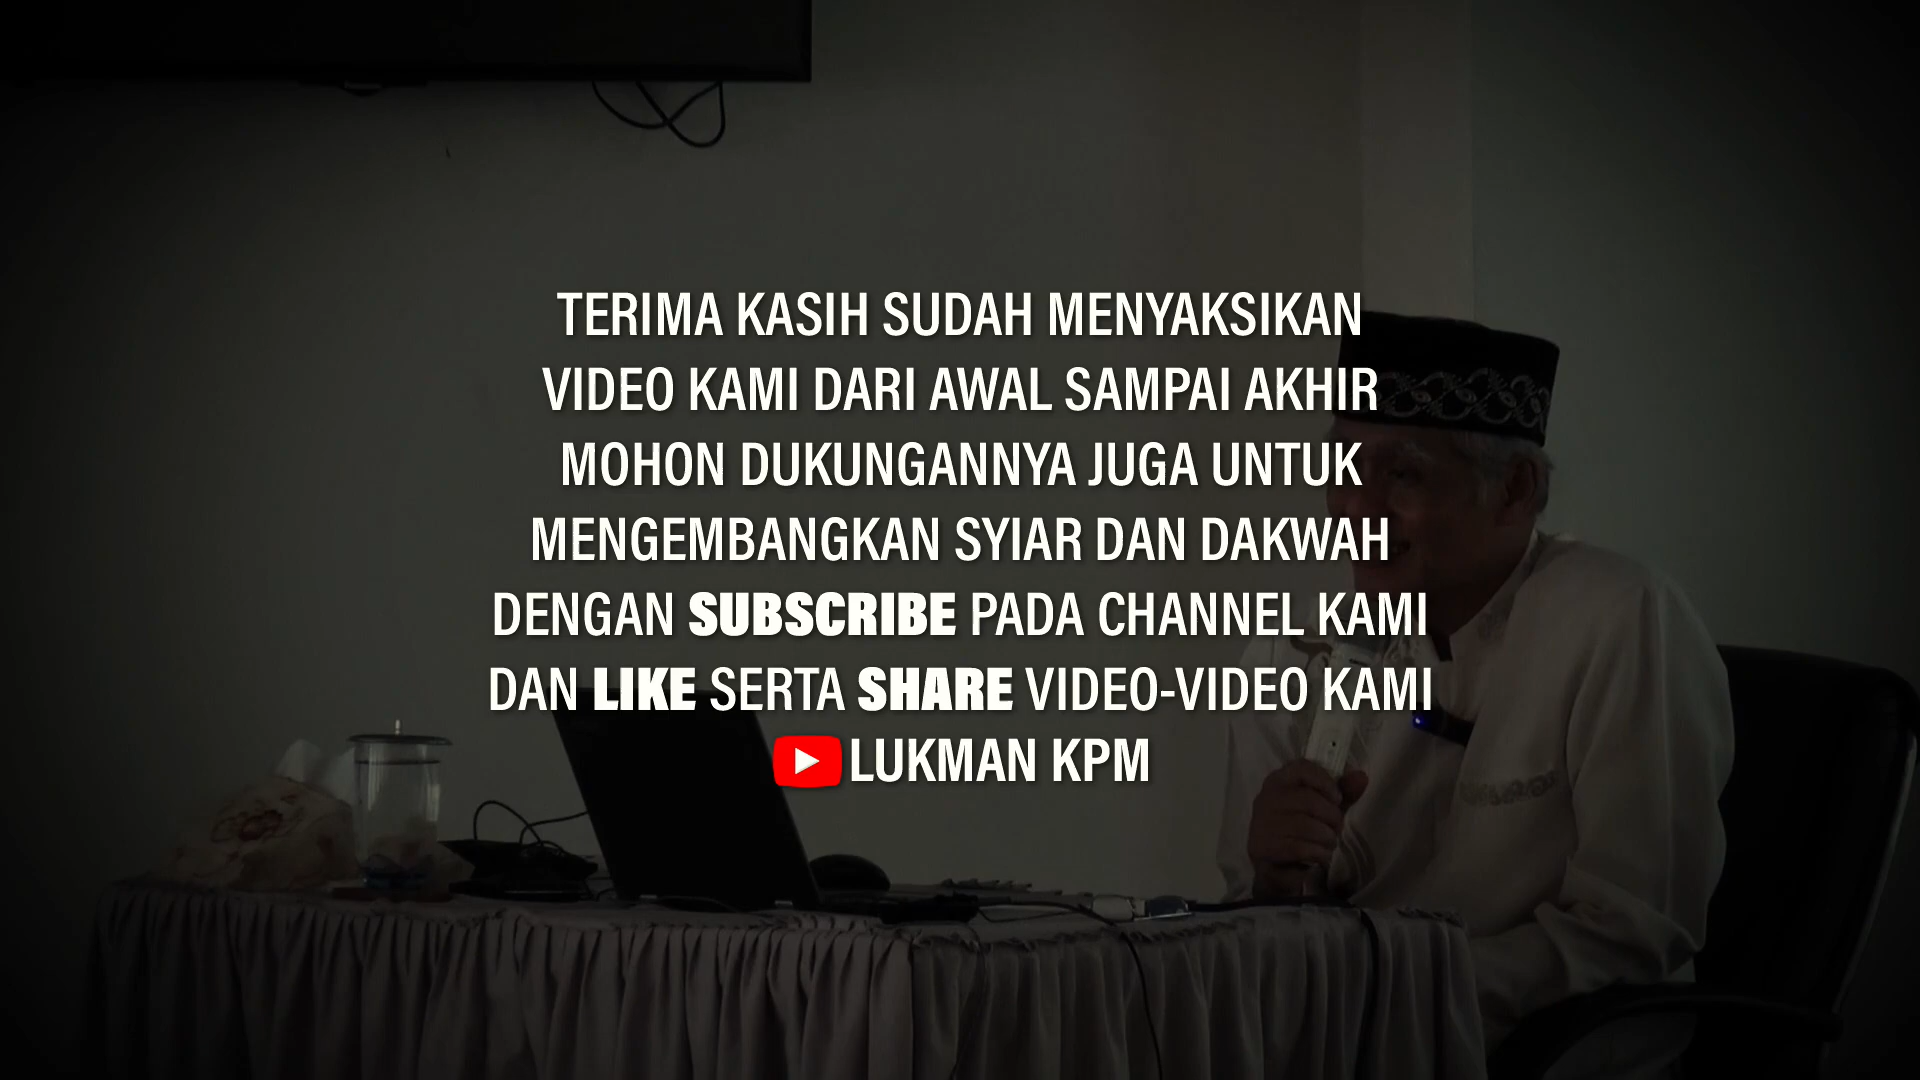 TERIMA KASIH SUDAH MENYAKSIKAN
VIDEO KAMI DARI AWAL SAMPAI AKHIR
MOHON DUKUNGANNYA JUGA UNTUK
MENGEMBANGKAN SYIAR DAN DAKWAH
DENGAN SUBSCRIBE PADA CHANNEL KAMI
DAN LIKE SERTA SHARE VIDEO-VIDEO KAMI
LUKMAN KPM